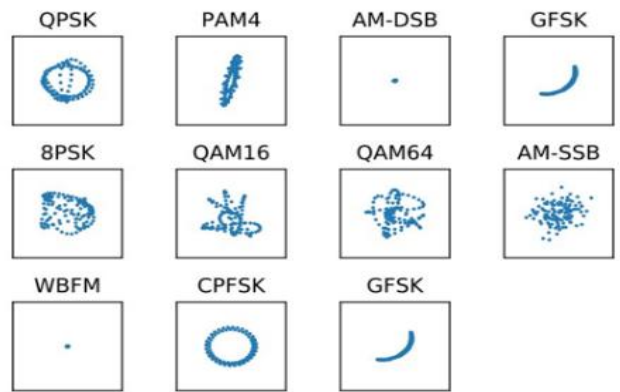 QPSK PAM4 AM-DSB GFSK
8PSK QAM16 QAM64 AM-SSB
WBFM CPFSK GFSK